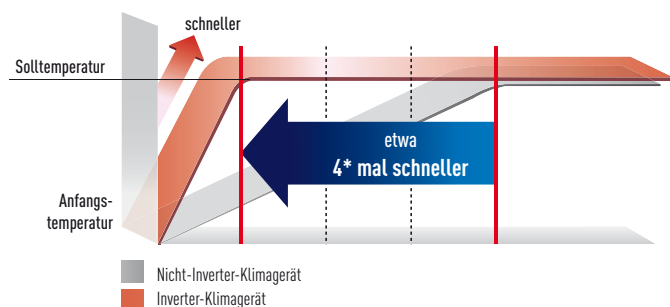 schneller
Solltemperatur
etwa
4* mal schneller
Anfangs-
temperatur
Nicht-Inverter-Klimagerät
Inverter-Klimagerät